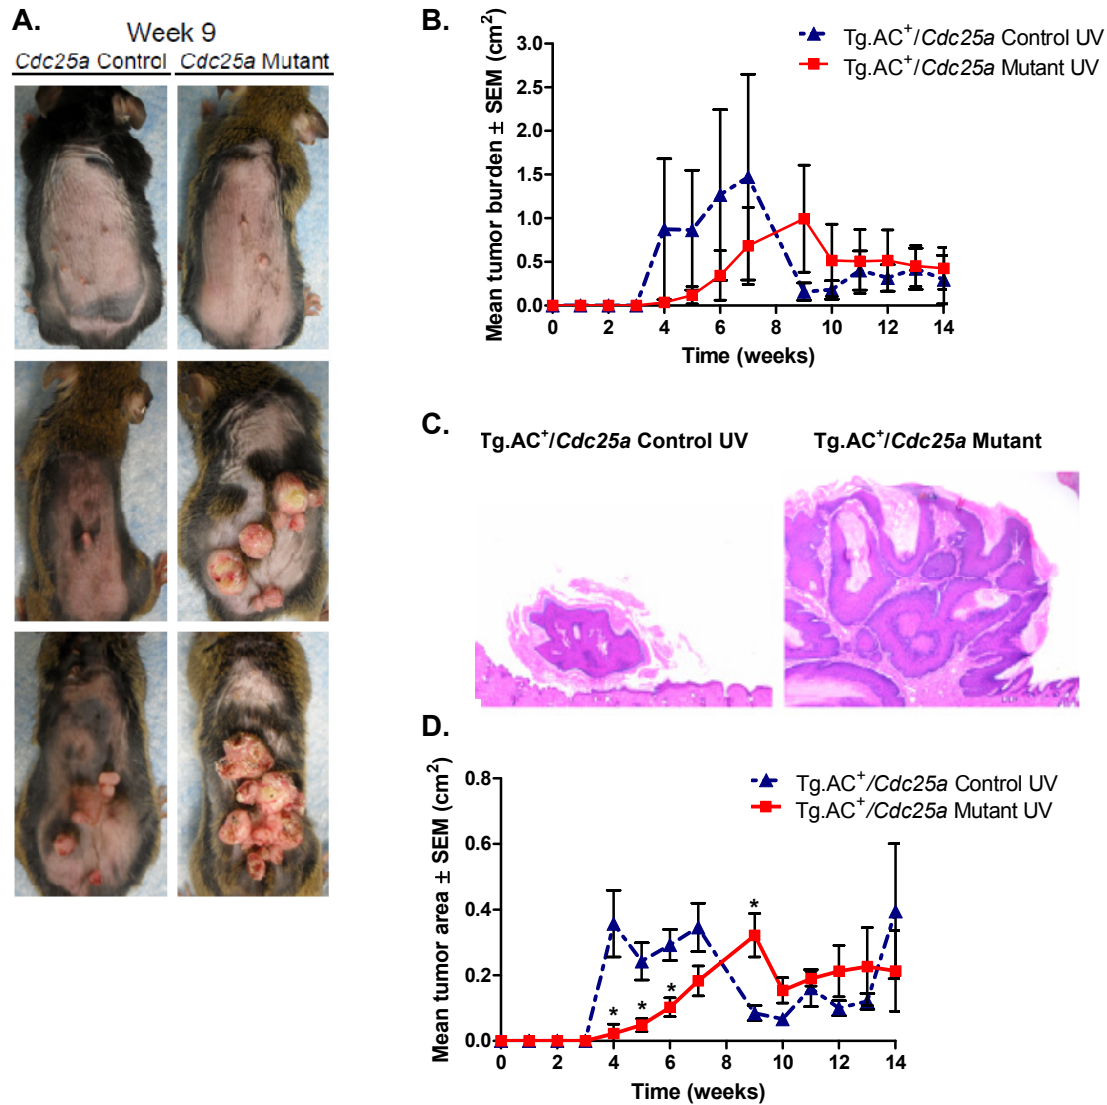 A.
Week 9
Cdc25a Control Cdc25a Mutant
B.
Mean tumor burden ± SEM (cm²)
3.0
2.5
2.0
1.5
1.0
0.5
0.0
0 2 4 6 8 10 12 14
Time (weeks)
Tg.AC⁺/Cdc25a Control UV
Tg.AC⁺/Cdc25a Mutant UV
C.
Tg.AC⁺/Cdc25a Control UV Tg.AC⁺/Cdc25a Mutant
D.
Mean tumor area ± SEM (cm²)
0.8
0.6
0.4
0.2
0.0
0 2 4 6 8 10 12 14
Time (weeks)
Tg.AC⁺/Cdc25a Control UV
Tg.AC⁺/Cdc25a Mutant UV
* * * *